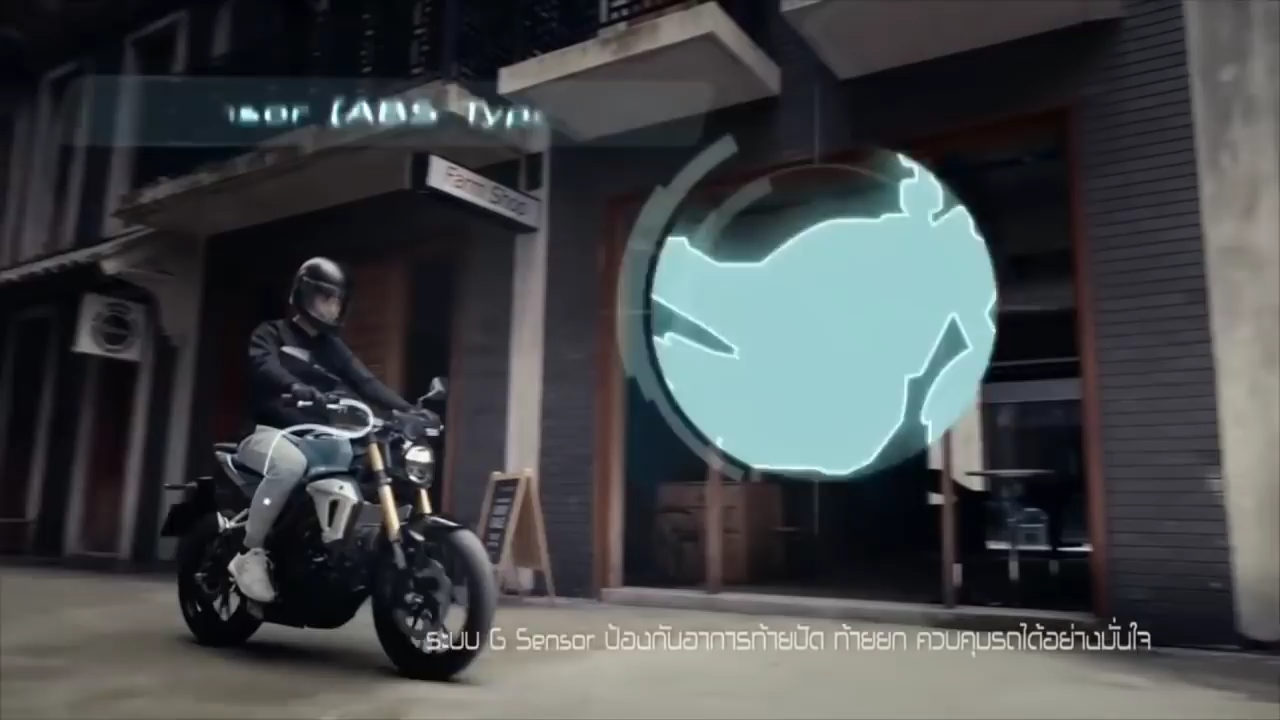 nsor (ABS Type
Farm Shop
ระบบ G Sensor ป้องกันอาการท้ายปัด ท้ายยก ควบคุมรถได้อย่างมั่นใจ